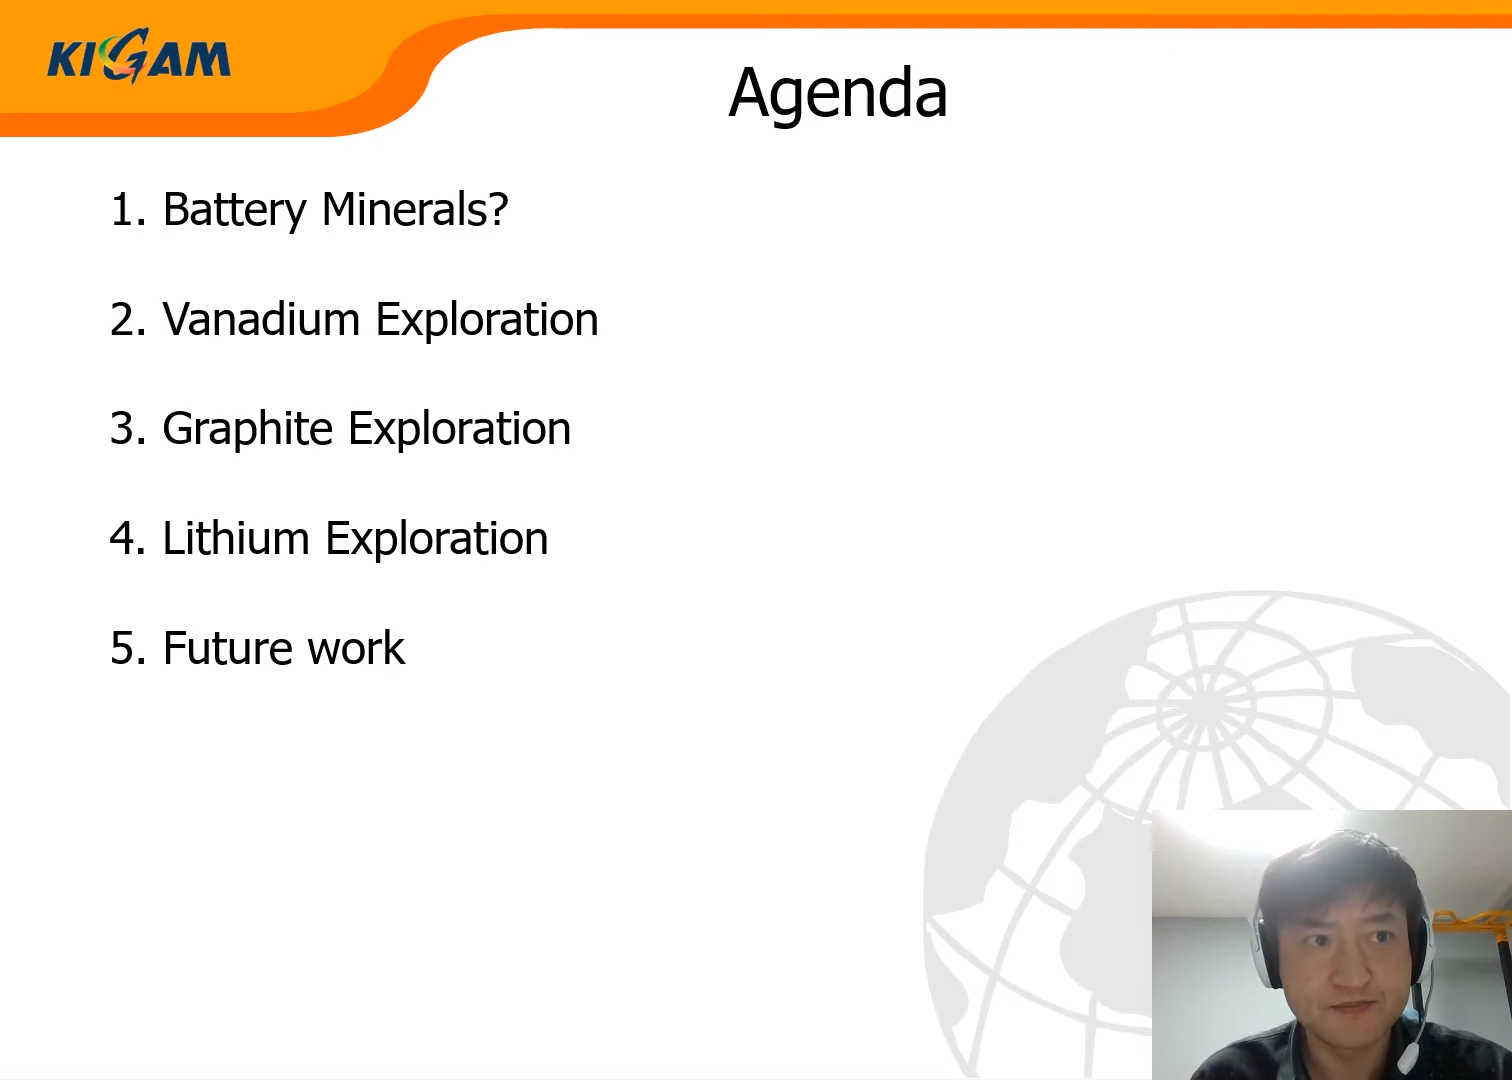 KIGAM
Agenda
1. Battery Minerals?
2. Vanadium Exploration
3. Graphite Exploration
4. Lithium Exploration
5. Future work